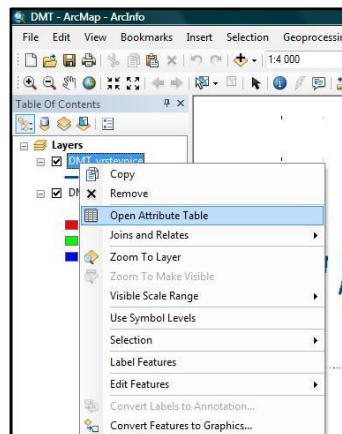 DMT - ArcMap - ArcInfo
File Edit View Bookmarks Insert Selection Geoprocessin
1:4 000
Table Of Contents
Layers
DMT_vrstevnice
DM
Copy
Remove
Open Attribute Table
Joins and Relates
Zoom To Layer
Zoom To Make Visible
Visible Scale Range
Use Symbol Levels
Selection
Label Features
Edit Features
Convert Labels to Annotation...
Convert Features to Graphics...